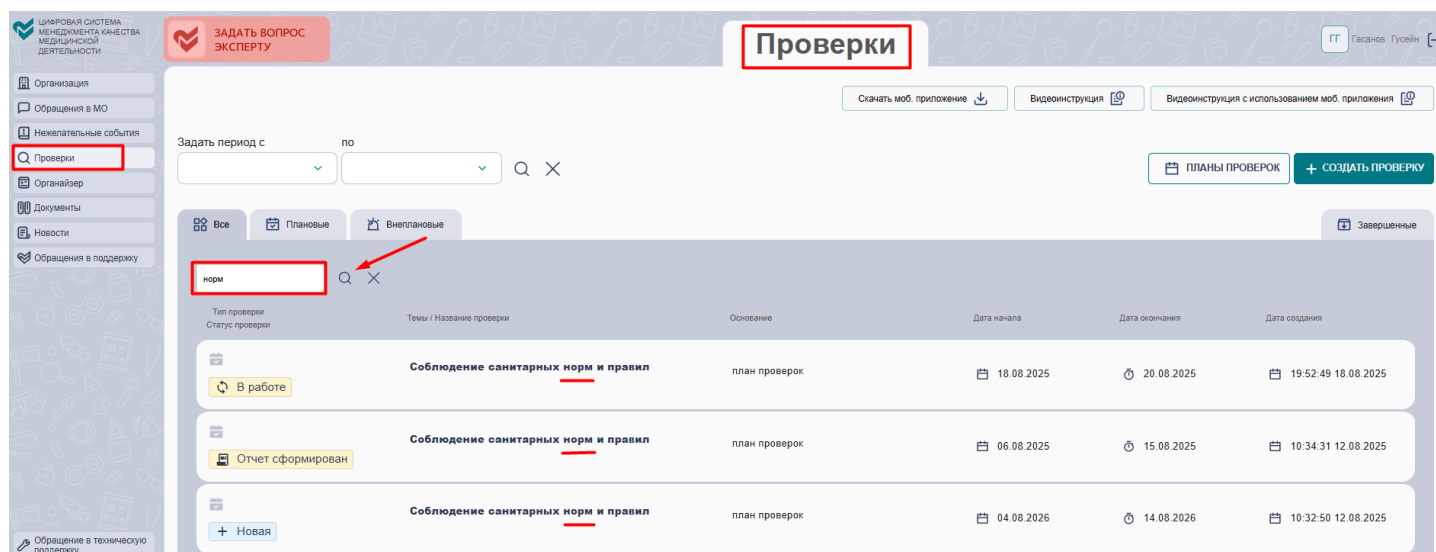 ЦИФРОВАЯ СИСТЕМА
МЕНЕДЖМЕНТА КАЧЕСТВА
МЕДИЦИНСКОЙ
ДЕЯТЕЛЬНОСТИ
ЗАДАТЬ ВОПРОС
ЭКСПЕРТУ
Проверки
ГГ Гасанов Гусейн
Организация
Обращения в МО
Нежелательные события
Проверки
Органайзер
Документы
Новости
Обращения в поддержку
Обращение в техническую
поддержку
Скачать моб. приложение
Видеоинструкция
Видеоинструкция с использованием моб. приложения
Задать период с по
ПЛАНЫ ПРОВЕРОК
+ СОЗДАТЬ ПРОВЕРКУ
Все Плановые Внеплановые Завершенные
норм
Тип проверки
Статус проверки
Темы / Название проверки Основание Дата начала Дата окончания Дата создания
Соблюдение санитарных норм и правил план проверок 18.08.2025 20.08.2025 19:52:49 18.08.2025
В работе
Соблюдение санитарных норм и правил план проверок 06.08.2025 15.08.2025 10:34:31 12.08.2025
Отчет сформирован
Соблюдение санитарных норм и правил план проверок 04.08.2026 14.08.2026 10:32:50 12.08.2025
+ Новая